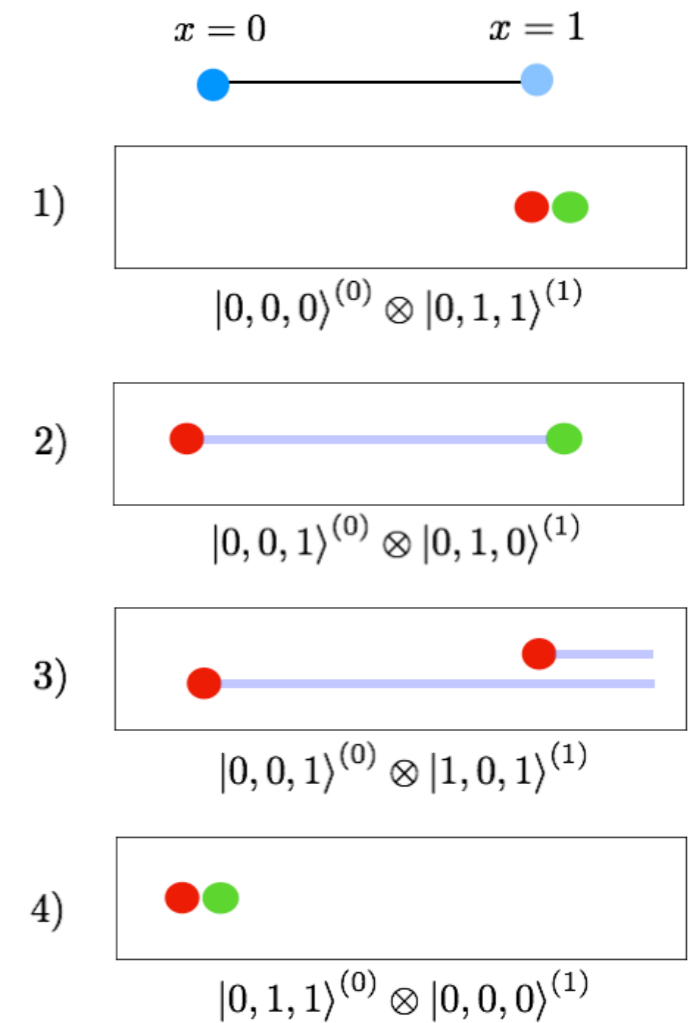 x = 0 x = 1
1)
|0, 0, 0⟩⁽⁰⁾ ⊗ |0, 1, 1⟩⁽¹⁾
2)
|0, 0, 1⟩⁽⁰⁾ ⊗ |0, 1, 0⟩⁽¹⁾
3)
|0, 0, 1⟩⁽⁰⁾ ⊗ |1, 0, 1⟩⁽¹⁾
4)
|0, 1, 1⟩⁽⁰⁾ ⊗ |0, 0, 0⟩⁽¹⁾